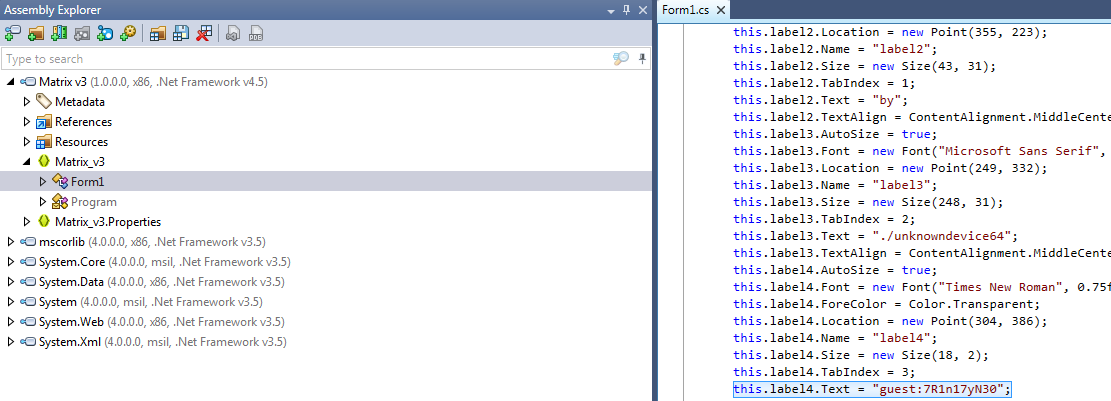 Assembly Explorer
Type to search
Matrix v3 (1.0.0.0, x86, .Net Framework v4.5)
Metadata
References
Resources
Matrix_v3
Form1
Program
Matrix_v3.Properties
mscorlib (4.0.0.0, x86, .Net Framework v3.5)
System.Core (4.0.0.0, msil, .Net Framework v3.5)
System.Data (4.0.0.0, x86, .Net Framework v3.5)
System (4.0.0.0, msil, .Net Framework v3.5)
System.Web (4.0.0.0, x86, .Net Framework v3.5)
System.Xml (4.0.0.0, msil, .Net Framework v3.5)
Form1.cs
this.label2.Location = new Point(355, 223);
this.label2.Name = "label2";
this.label2.Size = new Size(43, 31);
this.label2.TabIndex = 1;
this.label2.Text = "by";
this.label2.TextAlign = ContentAlignment.MiddleCente
this.label3.AutoSize = true;
this.label3.Font = new Font("Microsoft Sans Serif",
this.label3.Location = new Point(249, 332);
this.label3.Name = "label3";
this.label3.Size = new Size(248, 31);
this.label3.TabIndex = 2;
this.label3.Text = "./unknowndevice64";
this.label3.TextAlign = ContentAlignment.MiddleCente
this.label4.AutoSize = true;
this.label4.Font = new Font("Times New Roman", 0.75f
this.label4.ForeColor = Color.Transparent;
this.label4.Location = new Point(304, 386);
this.label4.Name = "label4";
this.label4.Size = new Size(18, 2);
this.label4.TabIndex = 3;
this.label4.Text = "guest:7R1n17yN30";